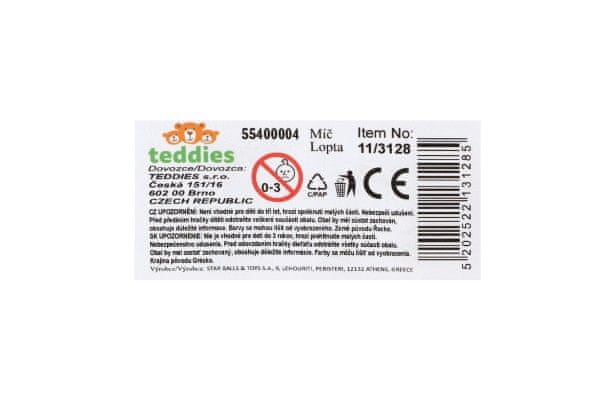 teddies
55400004 Míč
Lopta
Item No:
11/3128
Dovozce/Dovozca:
TEDDIES s.r.o.
Česká 151/16
602 00 Brno
CZECH REPUBLIC
0-3
C/PAP
CE
CZ UPOZORNĚNÍ: Není vhodné pro děti do tří let, hrozí spolknutí malých částí. Nebezpečí udušení.
Před předáním hračky dítěti odstraňte všechny součásti obalu. Obal by měl zůstat zachován,
obsahuje důležité informace. Barvy se mohou lišit od vyobrazeného. Země původu Řecko.
SK UPOZORNENIE: Nie je vhodné pre deti do 3 rokov, hrozí prehltnutie malých častí.
Nebezpečenstvo udusenia. Pred odovzdaním hračky dieťaťu odstráňte všetky súčasti obalu.
Obal by mal zostať zachovaný, obsahuje dôležité informácie. Farby sa môžu líšiť od vyobrazenia.
Krajina pôvodu Grécko.
Výrobce/Výrobca: STAR BALLS & TOYS S.A., 9, LEHOURITI, PERISTERI, 12132 ATHENS, GREECE
5 202522 131285